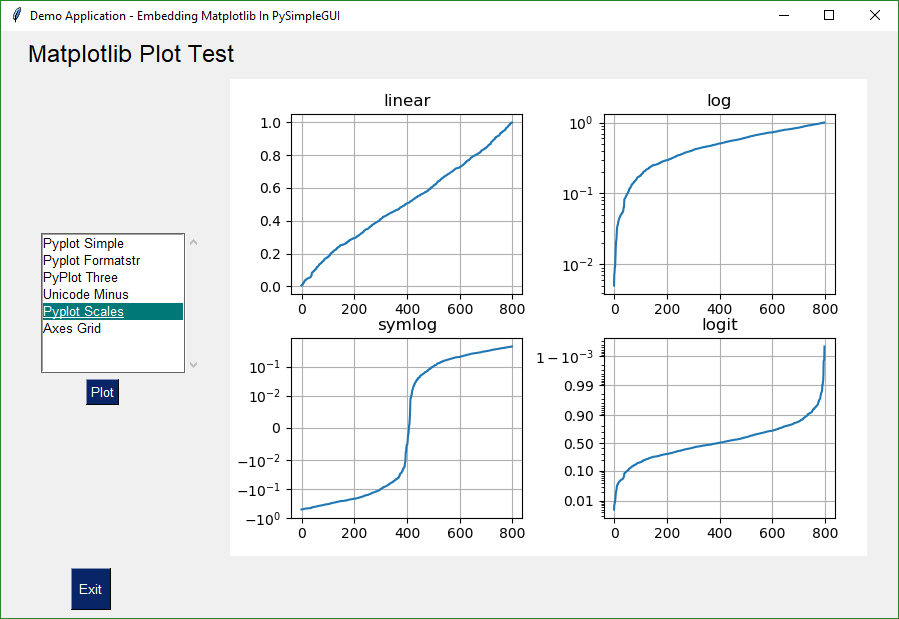 Demo Application - Embedding Matplotlib In PySimpleGUI
Matplotlib Plot Test
Pyplot Simple
Pyplot Formatstr
PyPlot Three
Unicode Minus
Pyplot Scales
Axes Grid
Plot
Exit
linear
1.0
0.8
0.6
0.4
0.2
0.0
0 200 400 600 800
log
10⁰
10⁻¹
10⁻²
0 200 400 600 800
symlog
10⁻¹
10⁻²
0
−10⁻²
−10⁻¹
−10⁰
0 200 400 600 800
logit
1 − 10⁻³
0.99
0.90
0.50
0.10
0.01
0 200 400 600 800